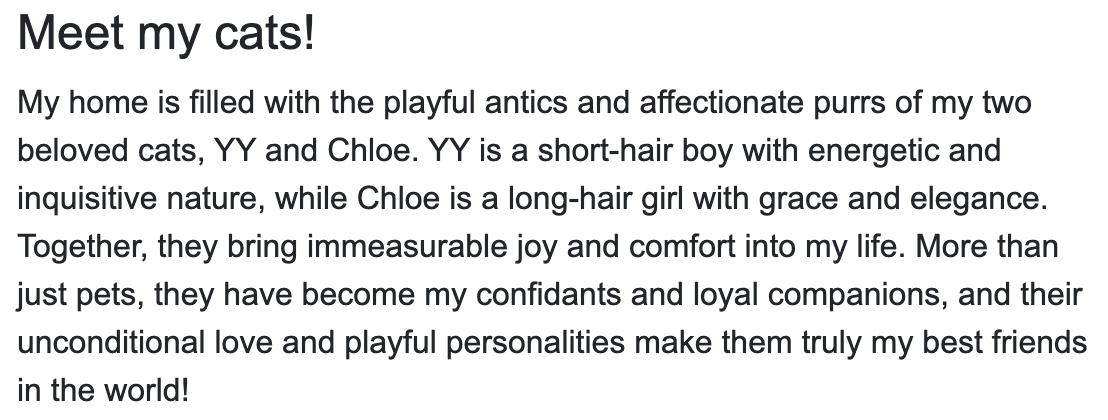 Meet my cats!
My home is filled with the playful antics and affectionate purrs of my two
beloved cats, YY and Chloe. YY is a short-hair boy with energetic and
inquisitive nature, while Chloe is a long-hair girl with grace and elegance.
Together, they bring immeasurable joy and comfort into my life. More than
just pets, they have become my confidants and loyal companions, and their
unconditional love and playful personalities make them truly my best friends
in the world!